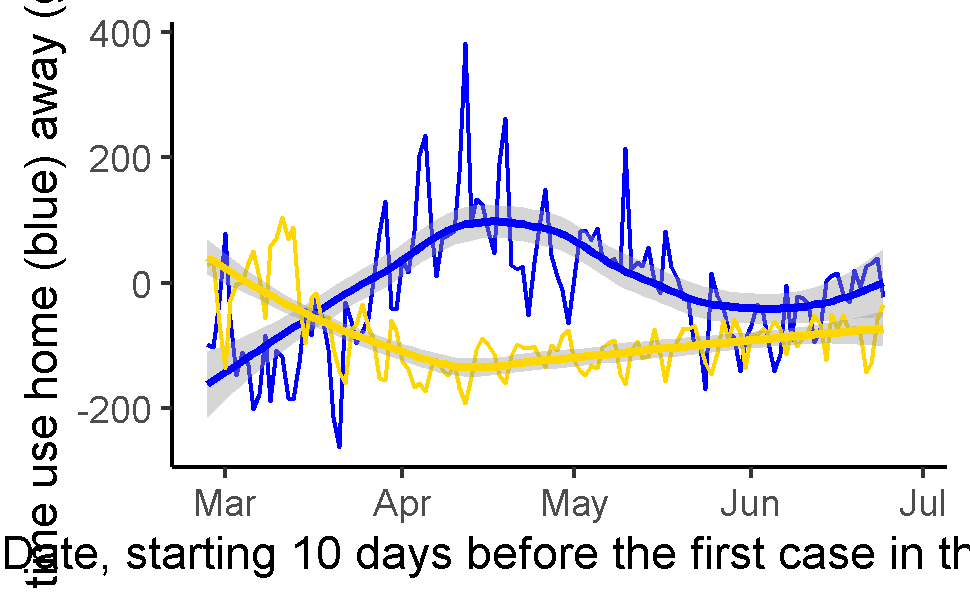 time use home (blue) away (
400
200
0
-200
Mar Apr May Jun Jul
Date, starting 10 days before the first case in th